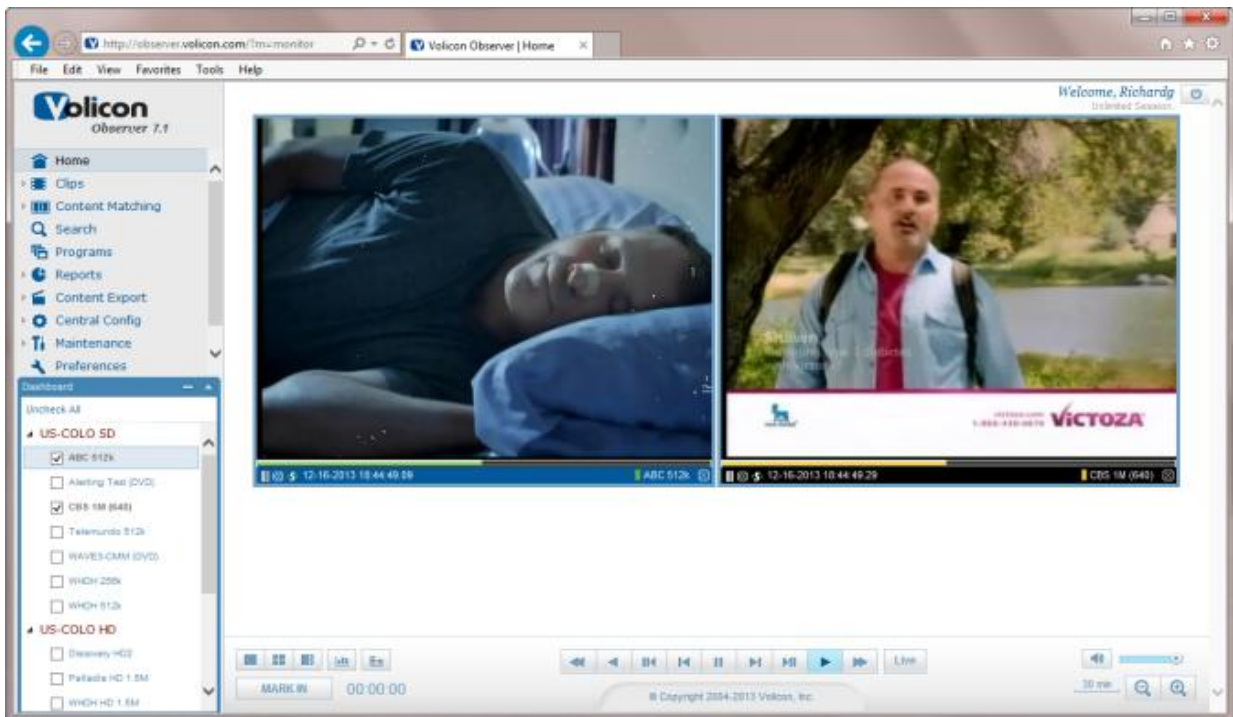 http://observer.volicon.com/?m=monitor
Volicon Observer | Home
File Edit View Favorites Tools Help
Volicon
Observer 7.1
Welcome, Richardg
Unlimited Session
Home
Clips
Content Matching
Search
Programs
Reports
Content Export
Central Config
Maintenance
Preferences
Dashboard
Uncheck All
US-COLO SD
ABC 512k
Alerting Test (DVD)
CBS 1M (640)
Telemundo 512k
WAVE3-CMM (DVD)
WHDH 256k
WHDH 512k
US-COLO HD
Discovery HD2
Palladia HD 1.5M
WHDH HD 1.5M
victoza.com
VICTOZA
12-16-2013 18:44:49.09
ABC 512k
12-16-2013 18:44:49.29
CBS 1M (640)
Live
MARK IN
00:00:00
© Copyright 2004-2013 Volicon, Inc.
30 min